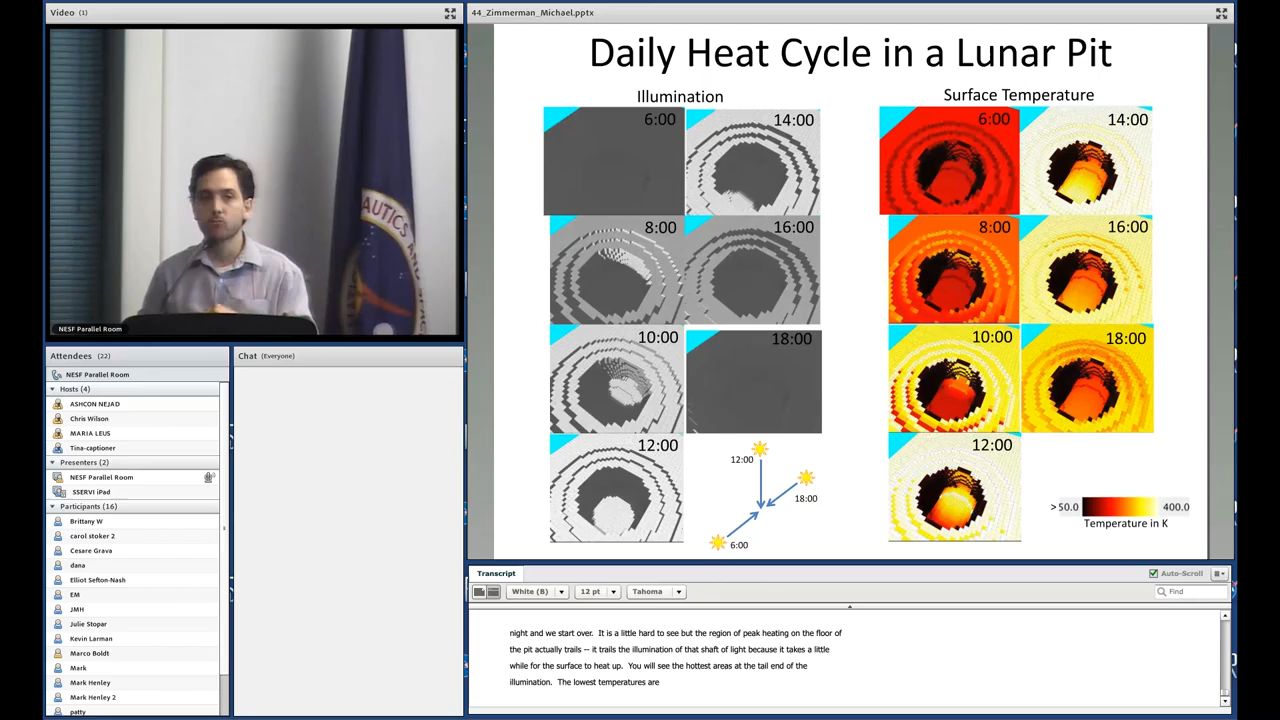 Video (1)
AUTICS AND
NESF Parallel Room
Attendees (22)
NESF Parallel Room
Hosts (4)
ASHCON NEJAD
Chris Wilson
MARIA LEUS
Tina-captioner
Presenters (2)
NESF Parallel Room
SSERVI iPad
Participants (16)
Brittany W
carol stoker 2
Cesare Grava
dana
Elliot Sefton-Nash
EM
JMH
Julie Stopar
Kevin Larman
Marco Boldt
Mark
Mark Henley
Mark Henley 2
patty
Chat (Everyone)
44_Zimmerman_Michael.pptx
Daily Heat Cycle in a Lunar Pit
Illumination
6:00
14:00
8:00
16:00
10:00
18:00
12:00
12:00
18:00
6:00
Surface Temperature
6:00
14:00
8:00
16:00
10:00
18:00
12:00
>50.0
400.0
Temperature in K
Transcript
Auto-Scroll
White (B)
12 pt
Tahoma
Find
night and we start over. It is a little hard to see but the region of peak heating on the floor of
the pit actually trails -- it trails the illumination of that shaft of light because it takes a little
while for the surface to heat up. You will see the hottest areas at the tail end of the
illumination. The lowest temperatures are